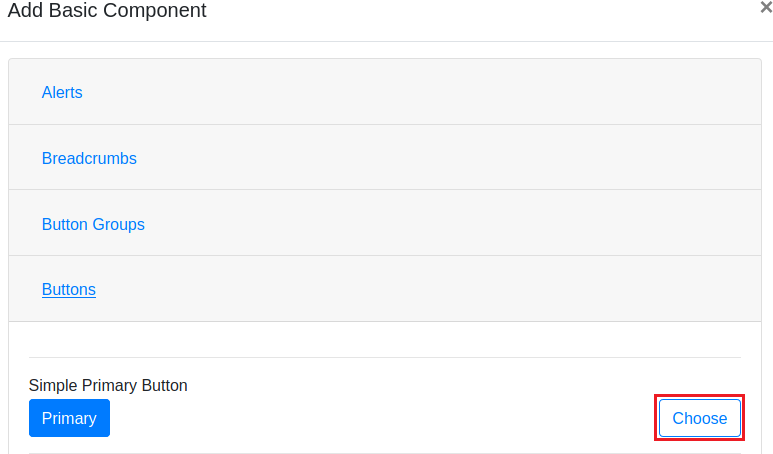 Add Basic Component ×
Alerts
Breadcrumbs
Button Groups
Buttons
Simple Primary Button
Primary Choose